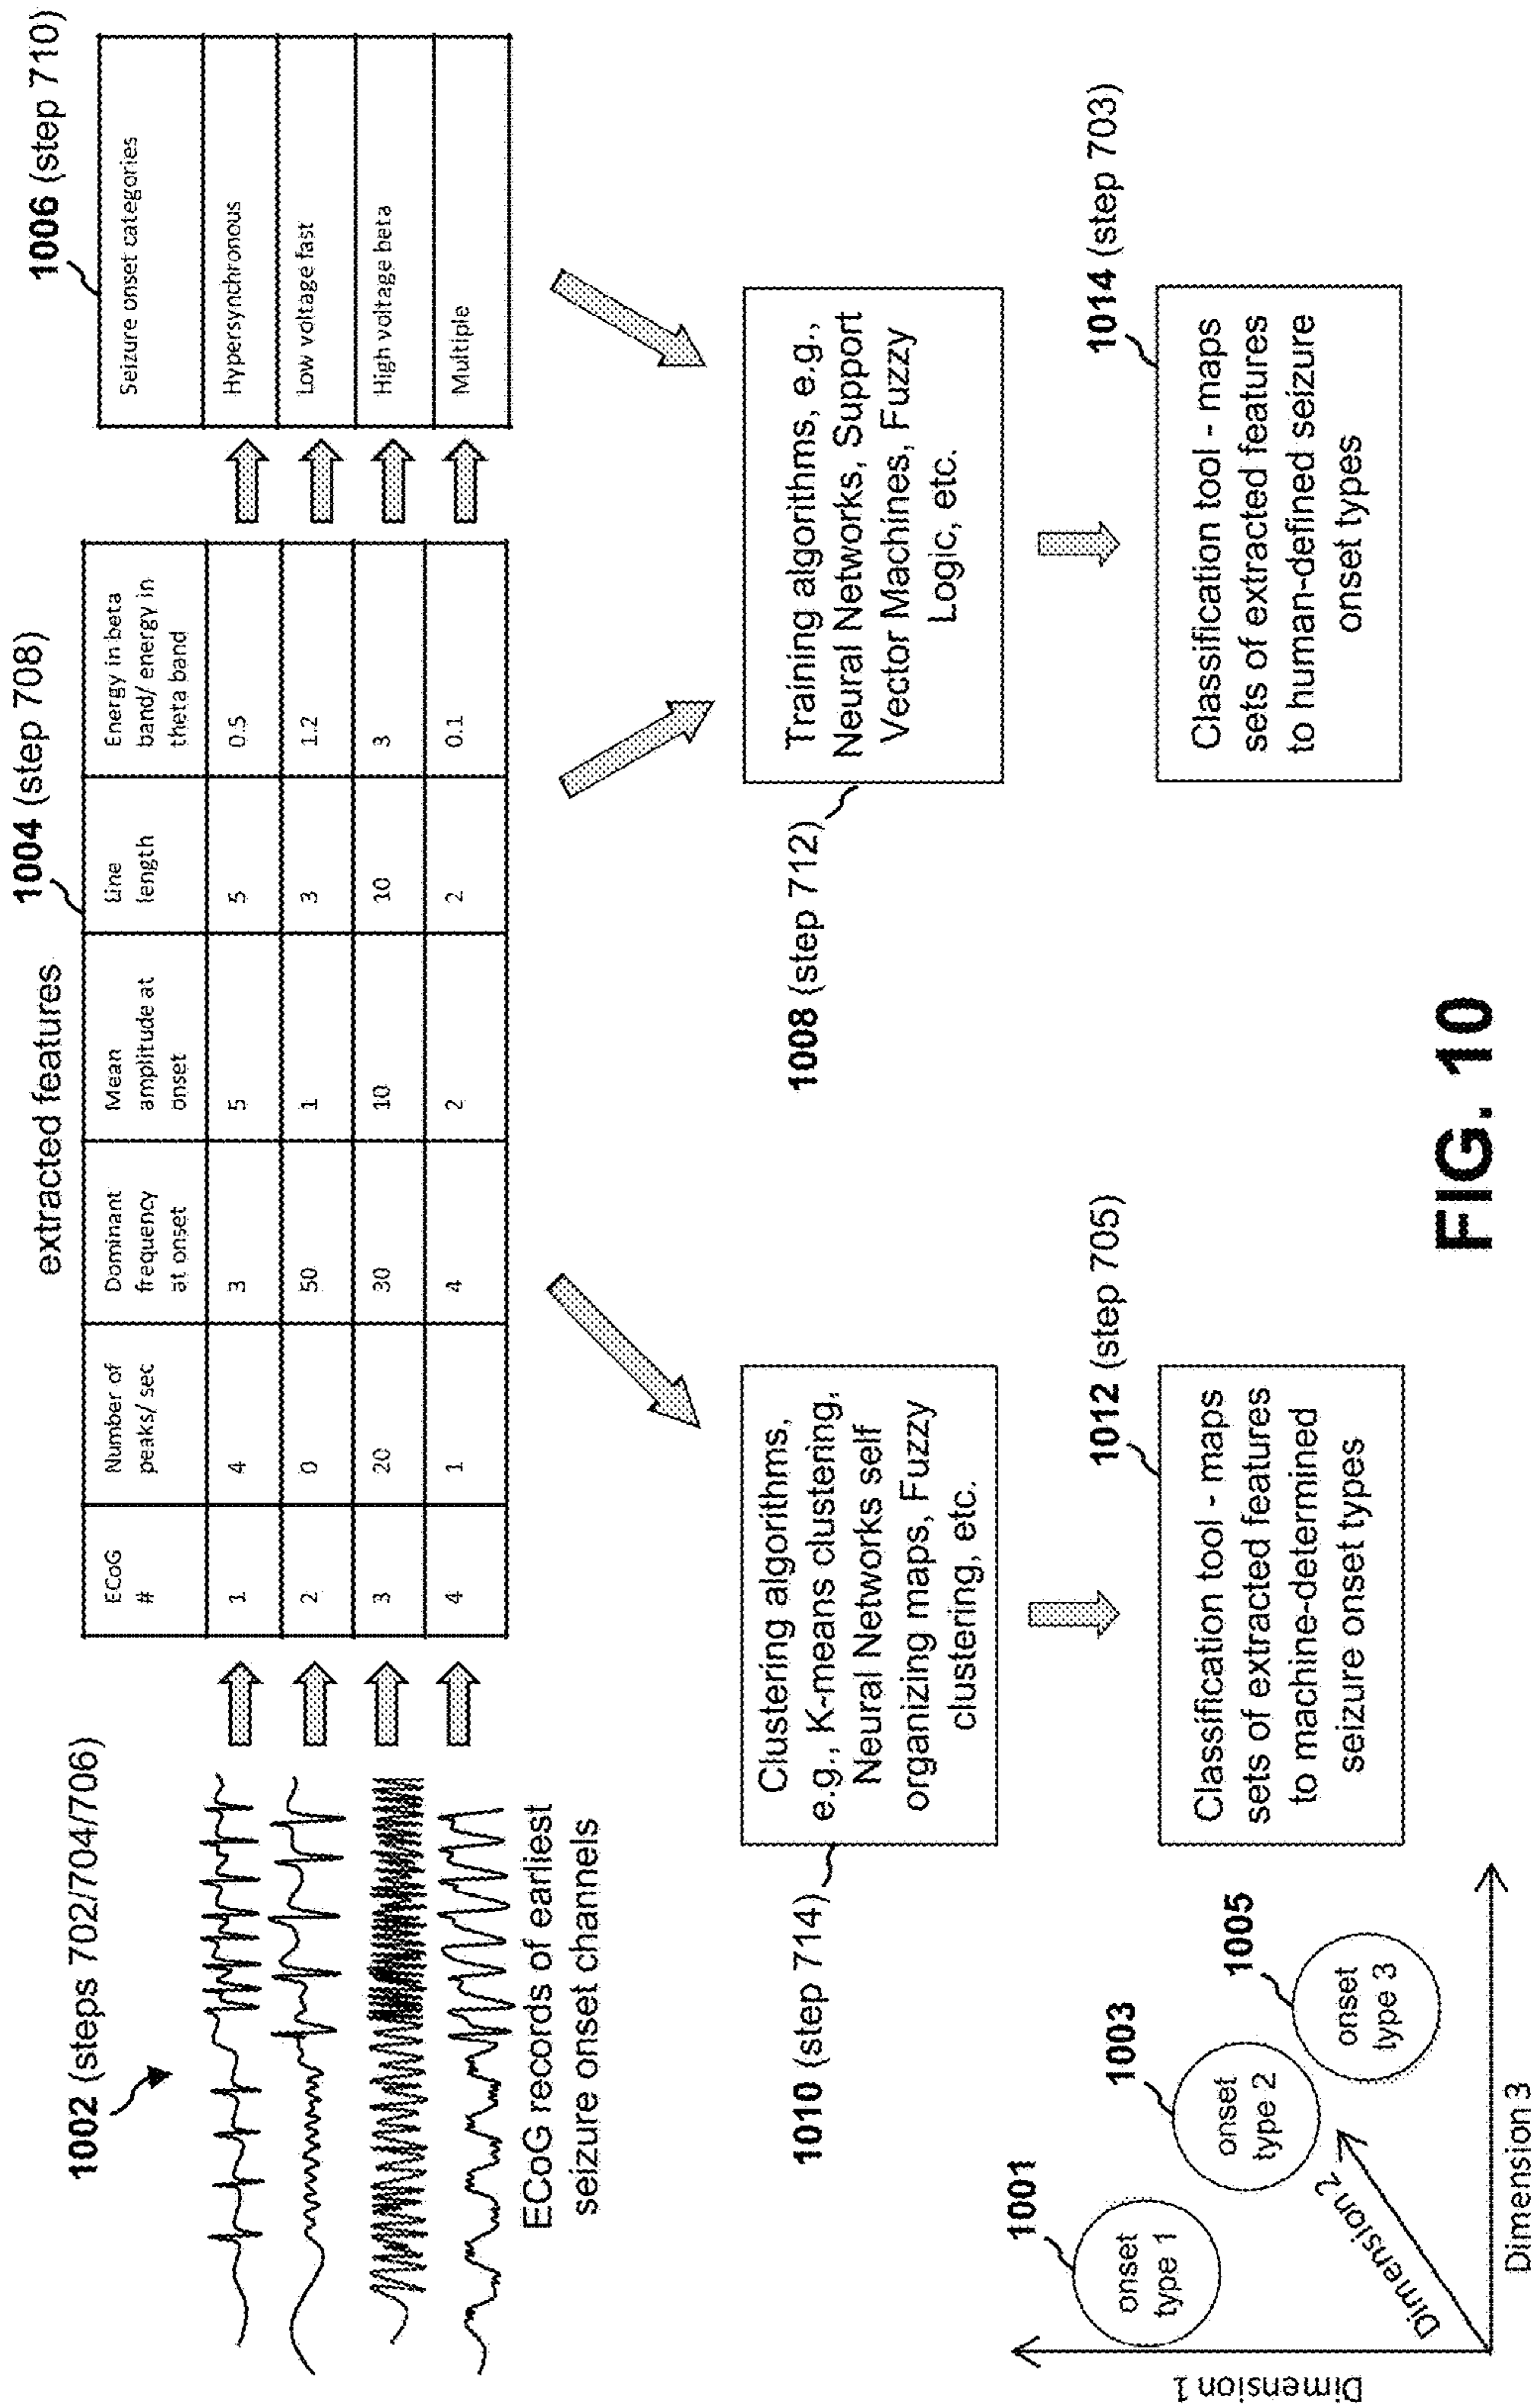 1002 (steps 702/704/706)
ECoG records of earliest
seizure onset channels
extracted features
1004 (step 708)
ECoG
#
Number of
peaks/ sec
Dominant
frequency
at onset
Mean
amplitude at
onset
Line
length
Energy in beta
band/ energy in
theta band
1 4 3 5 5 0.5
2 0 50 1 3 1.2
3 20 30 10 10 3
4 1 4 2 2 0.1
1006 (step 710)
Seizure onset categories
Hypersynchronous
Low voltage fast
High voltage beta
Multiple
1010 (step 714)
Clustering algorithms,
e.g., K-means clustering,
Neural Networks self
organizing maps, Fuzzy
clustering, etc.
1008 (step 712)
Training algorithms, e.g.,
Neural Networks, Support
Vector Machines, Fuzzy
Logic, etc.
1012 (step 705)
Classification tool - maps
sets of extracted features
to machine-determined
seizure onset types
1014 (step 703)
Classification tool - maps
sets of extracted features
to human-defined seizure
onset types
1001
onset
type 1
1003
onset
type 2
1005
onset
type 3
Dimension 1
Dimension 2
Dimension 3
FIG. 10